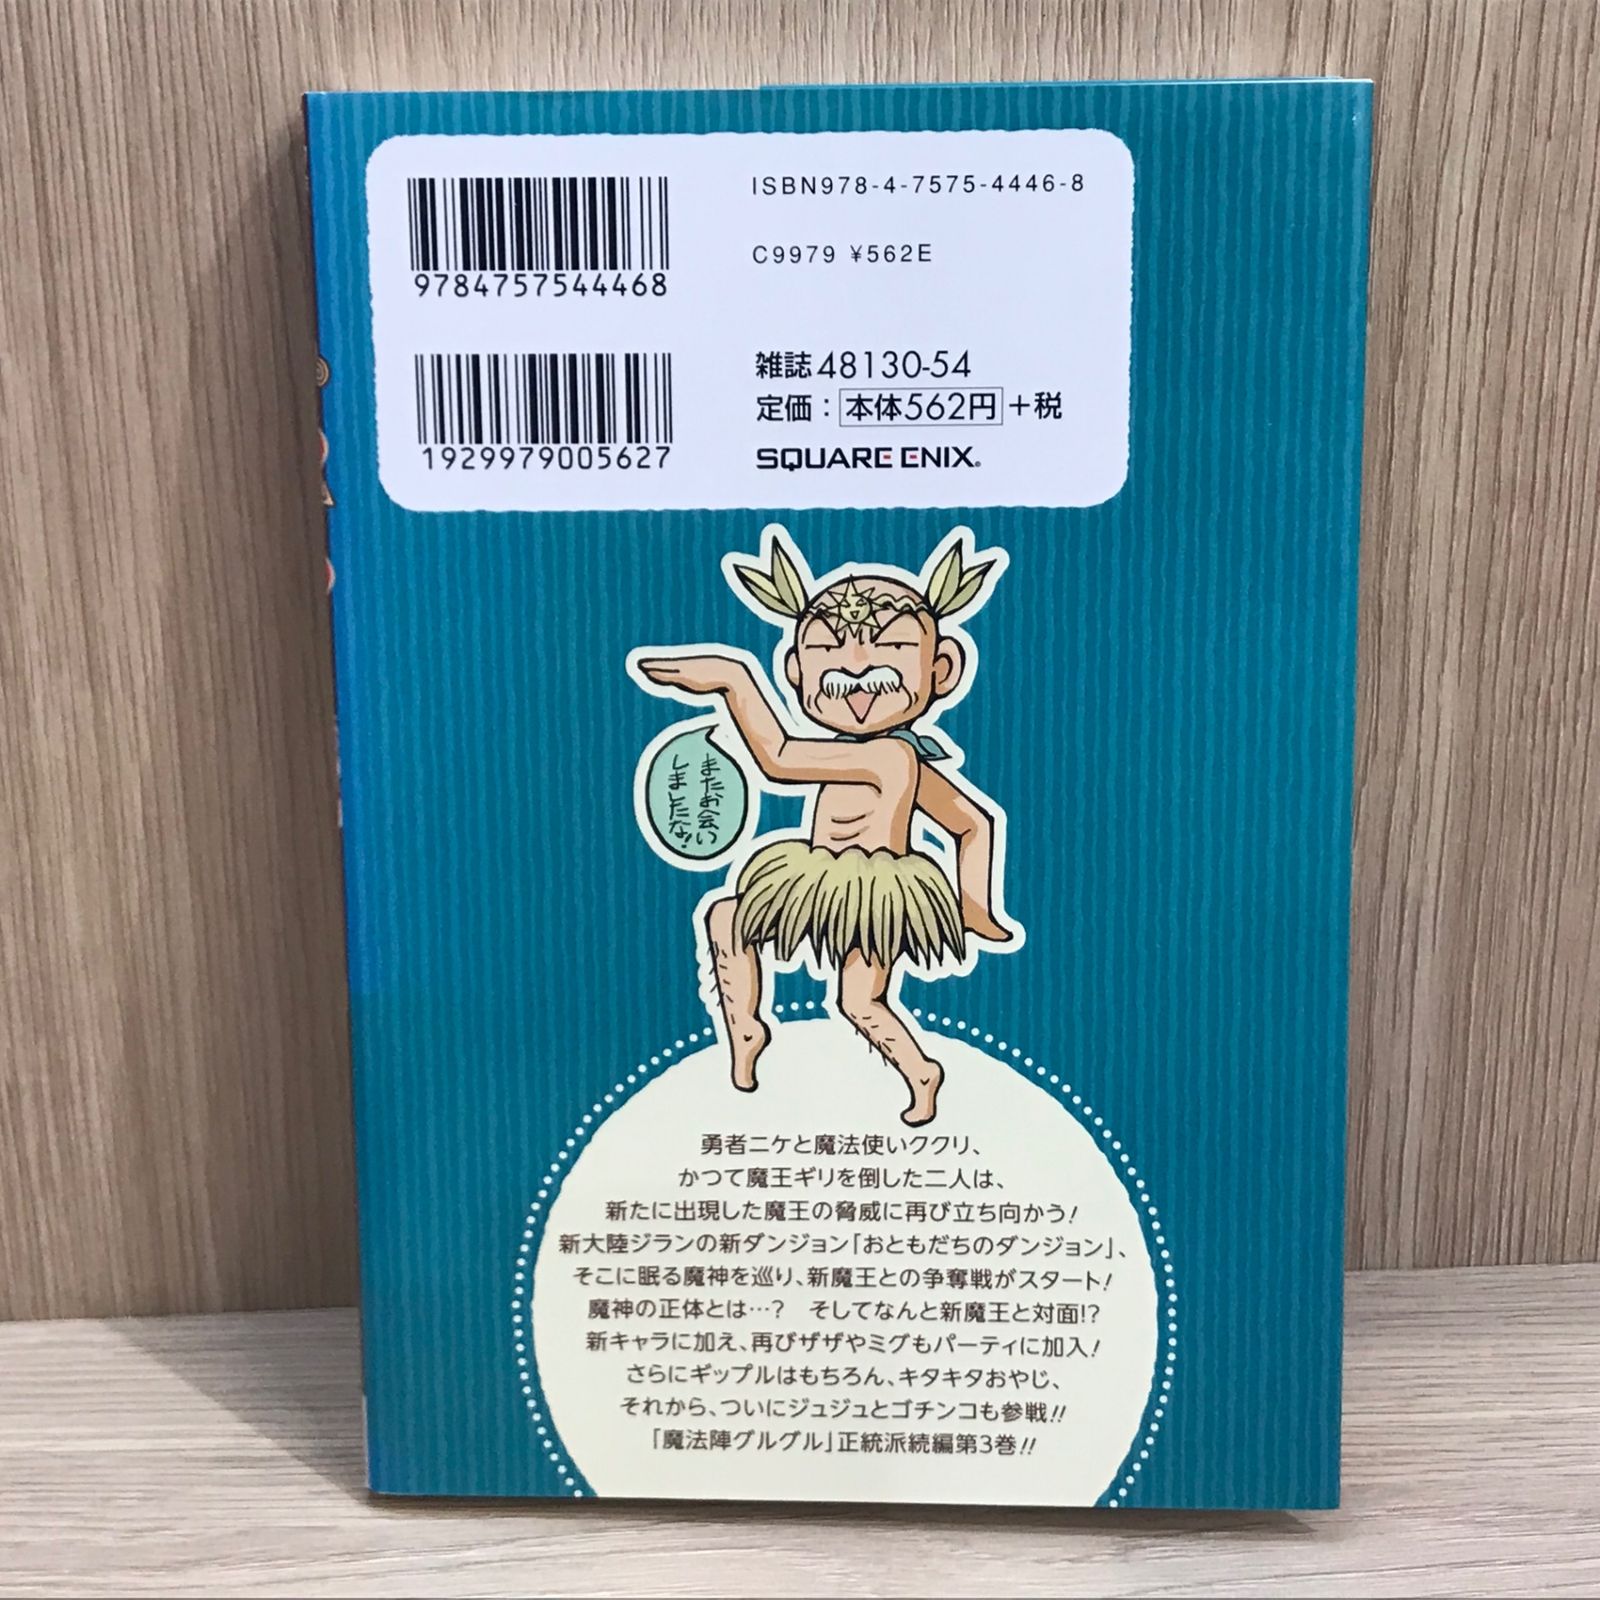 ISBN978-4-7575-4446-8
C9979 ¥562E
9784757544468
雑誌48130-54
定価：本体562円+税
1929979005627
SQUARE ENIX®
またお会い
しましたな!
勇者ニケと魔法使いククリ、
かつて魔王ギリを倒した二人は、
新たに出現した魔王の脅威に再び立ち向かう!
新大陸ジランの新ダンジョン「おともだちのダンジョン」、
そこに眠る魔神を巡り、新魔王との争奪戦がスタート!
魔神の正体とは…?　そしてなんと新魔王と対面!?
新キャラに加え、再びザザやミグもパーティに加入!
さらにギップルはもちろん、キタキタおやじ、
それから、ついにジュジュとゴチンコも参戦!!
「魔法陣グルグル」正統派続編第3巻!!